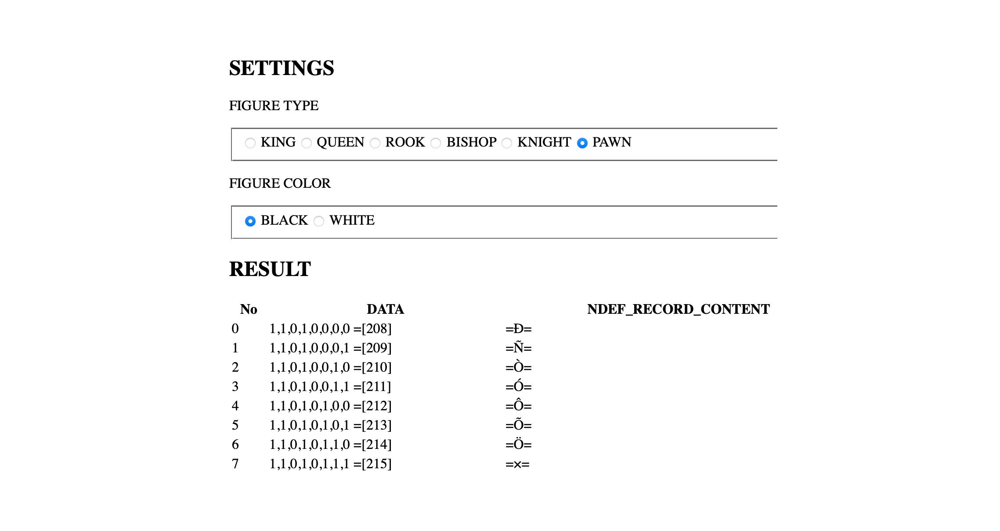 SETTINGS
FIGURE TYPE
KING QUEEN ROOK BISHOP KNIGHT PAWN
FIGURE COLOR
BLACK WHITE
RESULT
No DATA NDEF_RECORD_CONTENT
0 1,1,0,1,0,0,0,0 =[208] =Ð=
1 1,1,0,1,0,0,0,1 =[209] =Ñ=
2 1,1,0,1,0,0,1,0 =[210] =Ò=
3 1,1,0,1,0,0,1,1 =[211] =Ó=
4 1,1,0,1,0,1,0,0 =[212] =Ô=
5 1,1,0,1,0,1,0,1 =[213] =Õ=
6 1,1,0,1,0,1,1,0 =[214] =Ö=
7 1,1,0,1,0,1,1,1 =[215] =×=